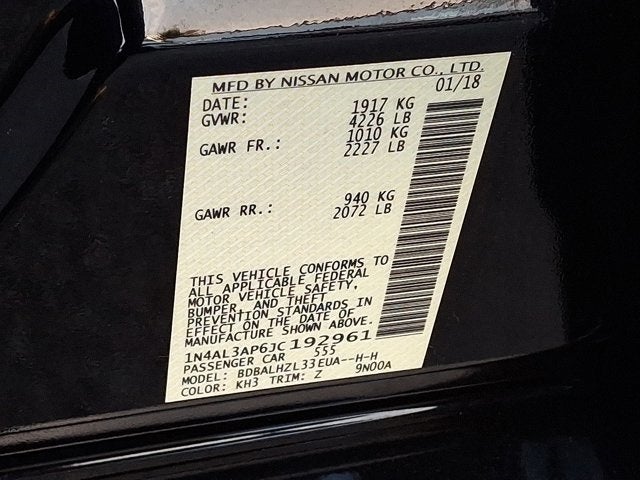 MFD BY NISSAN MOTOR CO., LTD.
DATE: 01/18
GVWR: 1917 KG
4226 LB
GAWR FR.: 1010 KG
2227 LB
GAWR RR.: 940 KG
2072 LB
THIS VEHICLE CONFORMS TO
ALL APPLICABLE FEDERAL
MOTOR VEHICLE SAFETY,
BUMPER, AND THEFT
PREVENTION STANDARDS IN
EFFECT ON THE DATE OF
MANUFACTURE SHOWN ABOVE.
1N4AL3AP6JC192961
PASSENGER CAR 555
MODEL: BDBALHZL33EUA--H-H
COLOR: KH3 TRIM: Z 9N00A